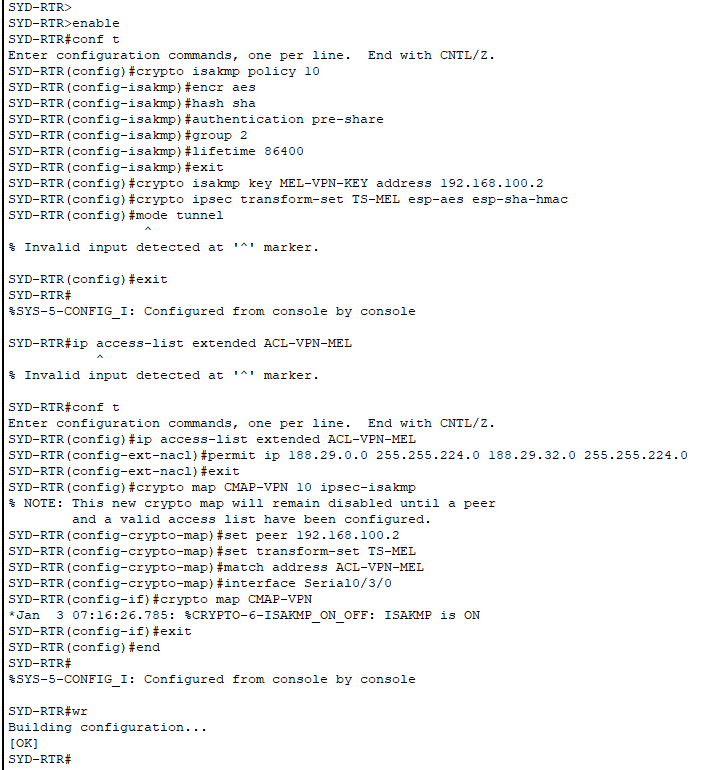 SYD-RTR>
SYD-RTR>enable
SYD-RTR#conf t
Enter configuration commands, one per line.  End with CNTL/Z.
SYD-RTR(config)#crypto isakmp policy 10
SYD-RTR(config-isakmp)#encr aes
SYD-RTR(config-isakmp)#hash sha
SYD-RTR(config-isakmp)#authentication pre-share
SYD-RTR(config-isakmp)#group 2
SYD-RTR(config-isakmp)#lifetime 86400
SYD-RTR(config-isakmp)#exit
SYD-RTR(config)#crypto isakmp key MEL-VPN-KEY address 192.168.100.2
SYD-RTR(config)#crypto ipsec transform-set TS-MEL esp-aes esp-sha-hmac
SYD-RTR(config)#mode tunnel
                 ^
% Invalid input detected at '^' marker.

SYD-RTR(config)#exit
SYD-RTR#
%SYS-5-CONFIG_I: Configured from console by console

SYD-RTR#ip access-list extended ACL-VPN-MEL
           ^
% Invalid input detected at '^' marker.

SYD-RTR#conf t
Enter configuration commands, one per line.  End with CNTL/Z.
SYD-RTR(config)#ip access-list extended ACL-VPN-MEL
SYD-RTR(config-ext-nacl)#permit ip 188.29.0.0 255.255.224.0 188.29.32.0 255.255.224.0
SYD-RTR(config-ext-nacl)#exit
SYD-RTR(config)#crypto map CMAP-VPN 10 ipsec-isakmp
% NOTE: This new crypto map will remain disabled until a peer
        and a valid access list have been configured.
SYD-RTR(config-crypto-map)#set peer 192.168.100.2
SYD-RTR(config-crypto-map)#set transform-set TS-MEL
SYD-RTR(config-crypto-map)#match address ACL-VPN-MEL
SYD-RTR(config-crypto-map)#interface Serial0/3/0
SYD-RTR(config-if)#crypto map CMAP-VPN
*Jan  3 07:16:26.785: %CRYPTO-6-ISAKMP_ON_OFF: ISAKMP is ON
SYD-RTR(config-if)#exit
SYD-RTR(config)#end
SYD-RTR#
%SYS-5-CONFIG_I: Configured from console by console

SYD-RTR#wr
Building configuration...
[OK]
SYD-RTR#